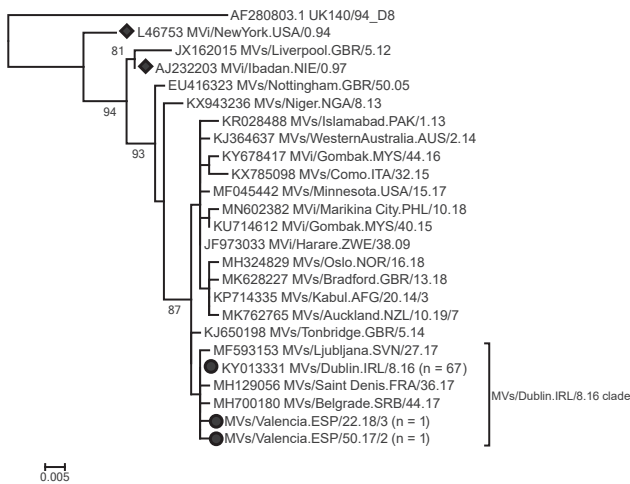 AF280803.1 UK140/94_D8
L46753 MVi/NewYork.USA/0.94
81
JX162015 MVs/Liverpool.GBR/5.12
AJ232203 MVi/Ibadan.NIE/0.97
EU416323 MVs/Nottingham.GBR/50.05
94
KX943236 MVs/Niger.NGA/8.13
KR028488 MVs/Islamabad.PAK/1.13
KJ364637 MVs/WesternAustralia.AUS/2.14
93
KY678417 MVi/Gombak.MYS/44.16
KX785098 MVs/Como.ITA/32.15
MF045442 MVs/Minnesota.USA/15.17
MN602382 MVi/Marikina City.PHL/10.18
KU714612 MVi/Gombak.MYS/40.15
JF973033 MVi/Harare.ZWE/38.09
MH324829 MVs/Oslo.NOR/16.18
MK628227 MVs/Bradford.GBR/13.18
KP714335 MVs/Kabul.AFG/20.14/3
87
MK762765 MVs/Auckland.NZL/10.19/7
KJ650198 MVs/Tonbridge.GBR/5.14
MF593153 MVs/Ljubljana.SVN/27.17
KY013331 MVs/Dublin.IRL/8.16 (n = 67)
MH129056 MVs/Saint Denis.FRA/36.17
MVs/Dublin.IRL/8.16 clade
MH700180 MVs/Belgrade.SRB/44.17
MVs/Valencia.ESP/22.18/3 (n = 1)
MVs/Valencia.ESP/50.17/2 (n = 1)
0.005